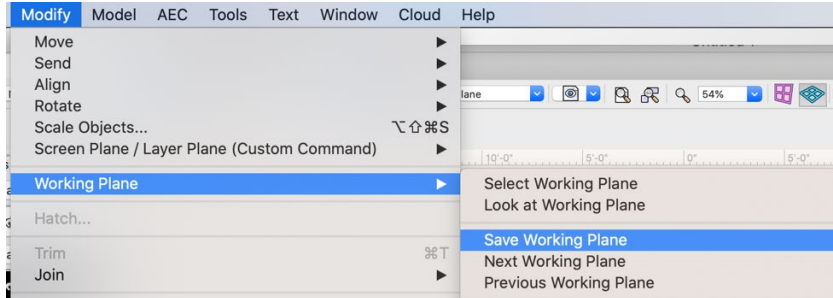 Modify Model AEC Tools Text Window Cloud Help
Move
Send
Align
Rotate
Scale Objects... ⌥⇧⌘S
Screen Plane / Layer Plane (Custom Command)
lane 54%
10'-0" 5'-0" 0" 5'-0"
Working Plane
Select Working Plane
Look at Working Plane
Hatch...
Save Working Plane
Trim ⌘T
Next Working Plane
Join
Previous Working Plane